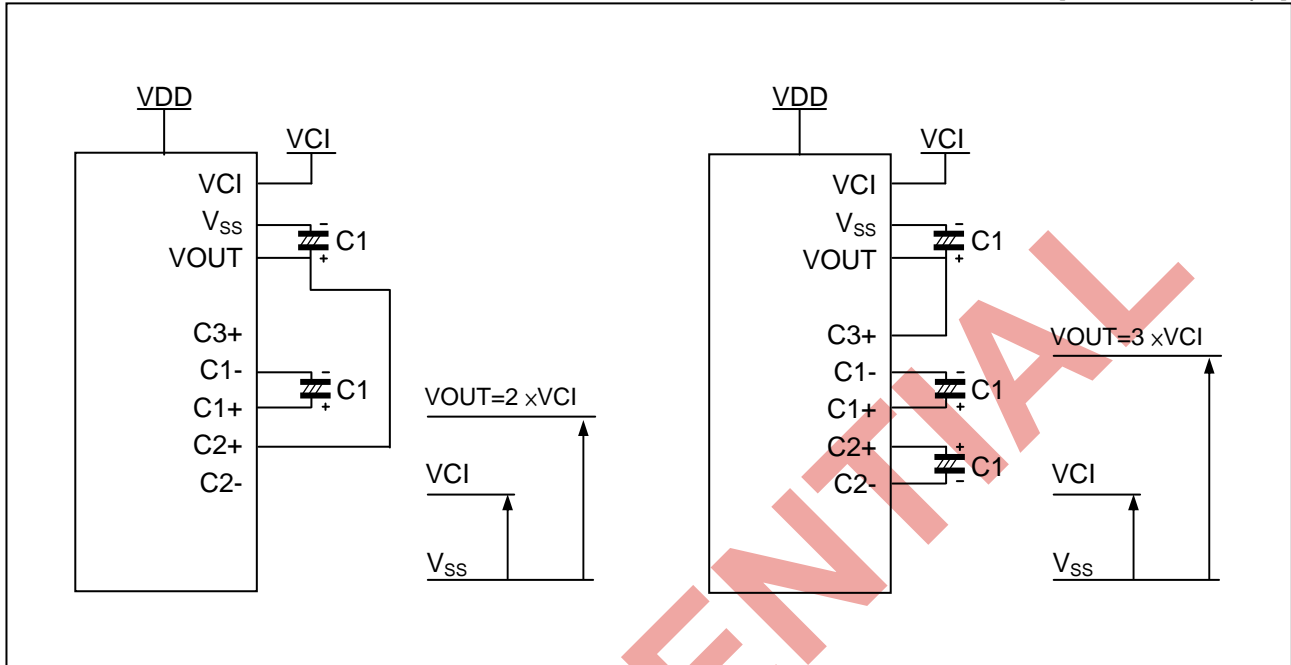 VDD
VCI
VCI
VSS
- C1
VOUT
+
C3+
C1-
- C1
C1+
+
C2+
C2-
VOUT=2 ×VCI
VCI
VSS
VDD
VCI
VCI
VSS
- C1
VOUT
+
C3+
C1-
- C1
C1+
+
C2+
+ C1
C2-
-
VOUT=3 ×VCI
VCI
VSS
ENTIAL